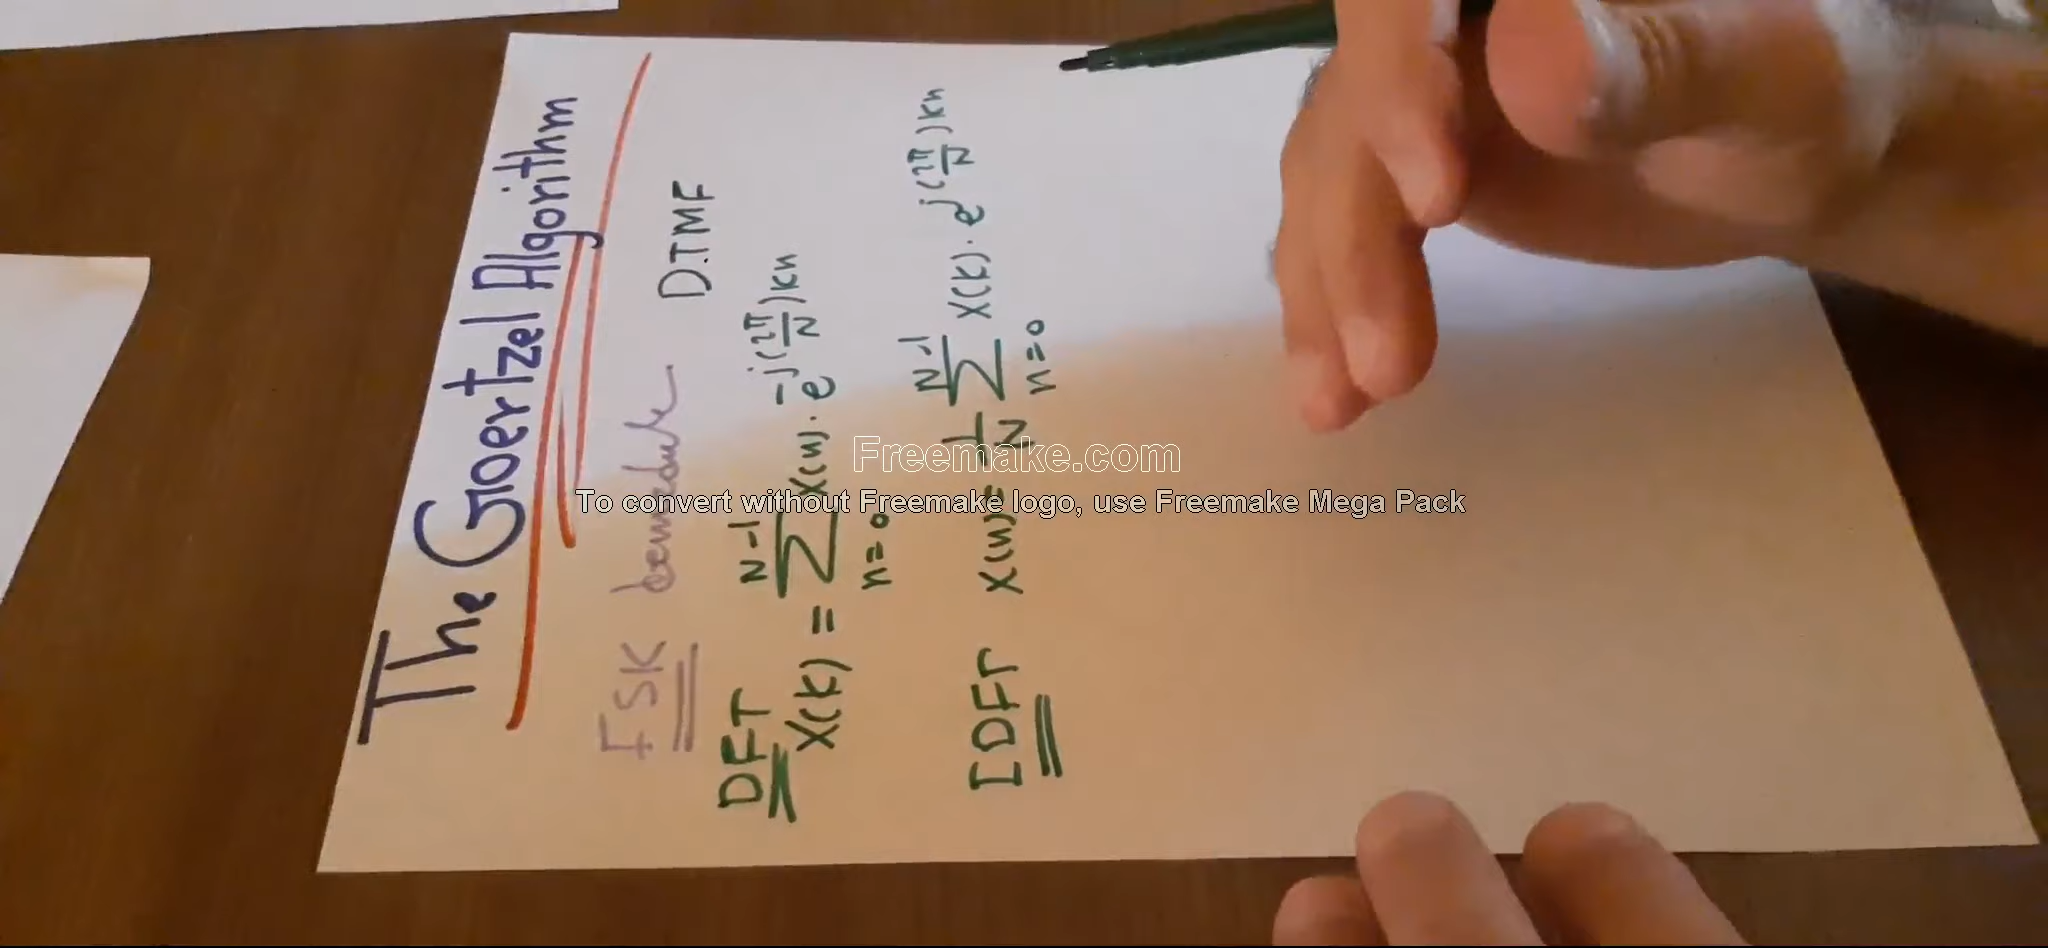 The Goertzel Algorithm
FSK demodule DTMF
DFT
X(k) = N-1 Σ n=0 x(n) · e^-j(2π/N)kn
IDFT x(n) = 1/N N-1 Σ n=0 X(k) · e^j(2π/N)kn
Freemake.com
To convert without Freemake logo, use Freemake Mega Pack